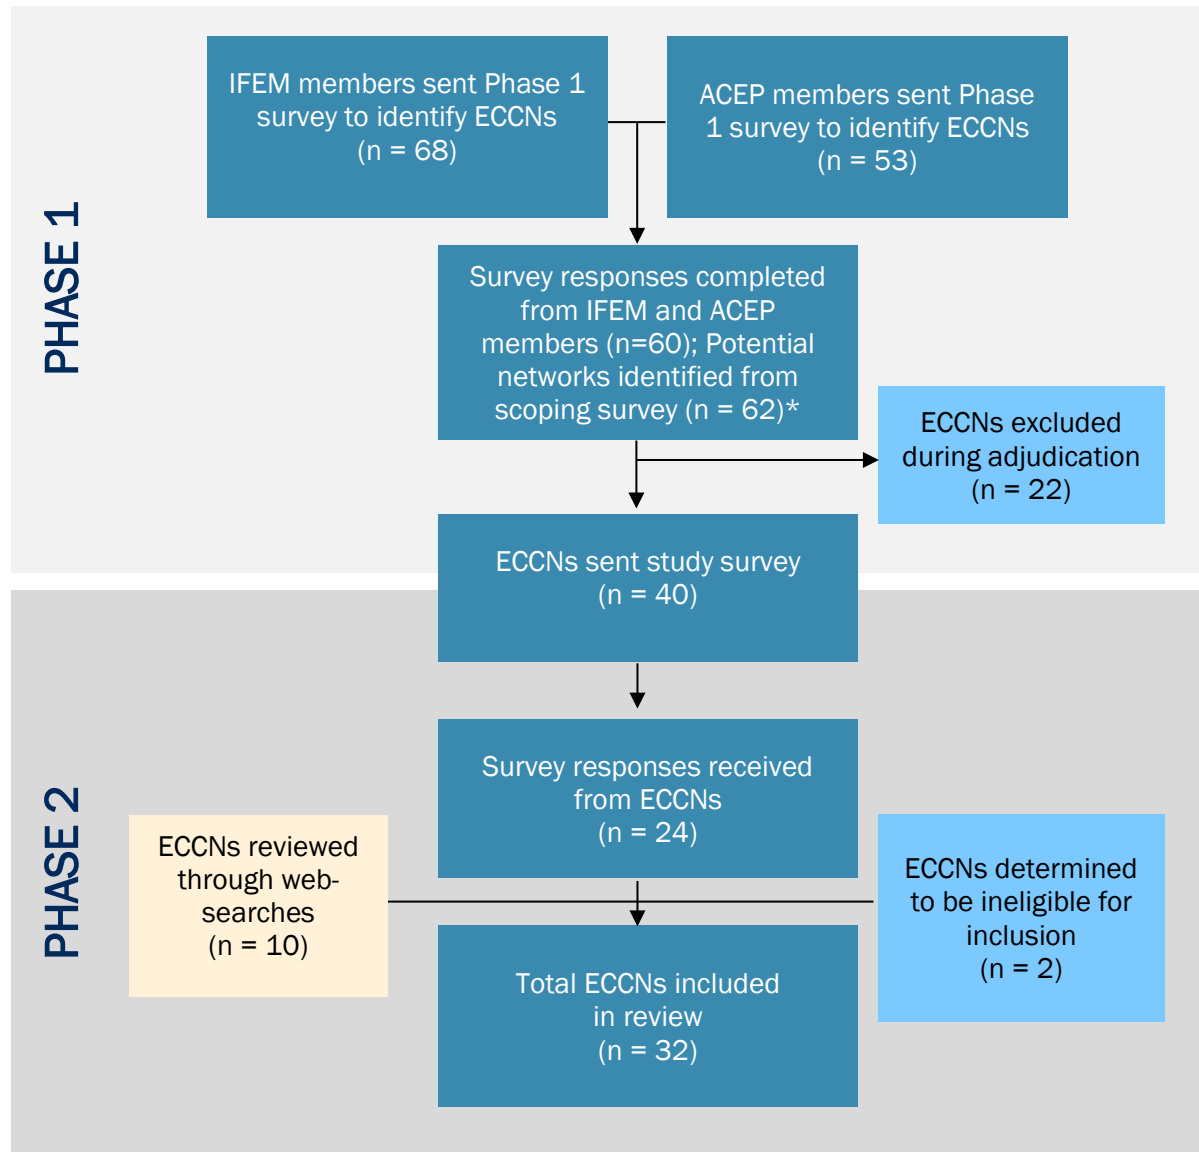 PHASE 1
IFEM members sent Phase 1
survey to identify ECCNs
(n = 68)
ACEP members sent Phase
1 survey to identify ECCNs
(n = 53)
Survey responses completed
from IFEM and ACEP
members (n=60); Potential
networks identified from
scoping survey (n = 62)*
ECCNs excluded
during adjudication
(n = 22)
ECCNs sent study survey
(n = 40)
PHASE 2
Survey responses received
from ECCNs
(n = 24)
ECCNs reviewed
through web-
searches
(n = 10)
ECCNs determined
to be ineligible for
inclusion
(n = 2)
Total ECCNs included
in review
(n = 32)